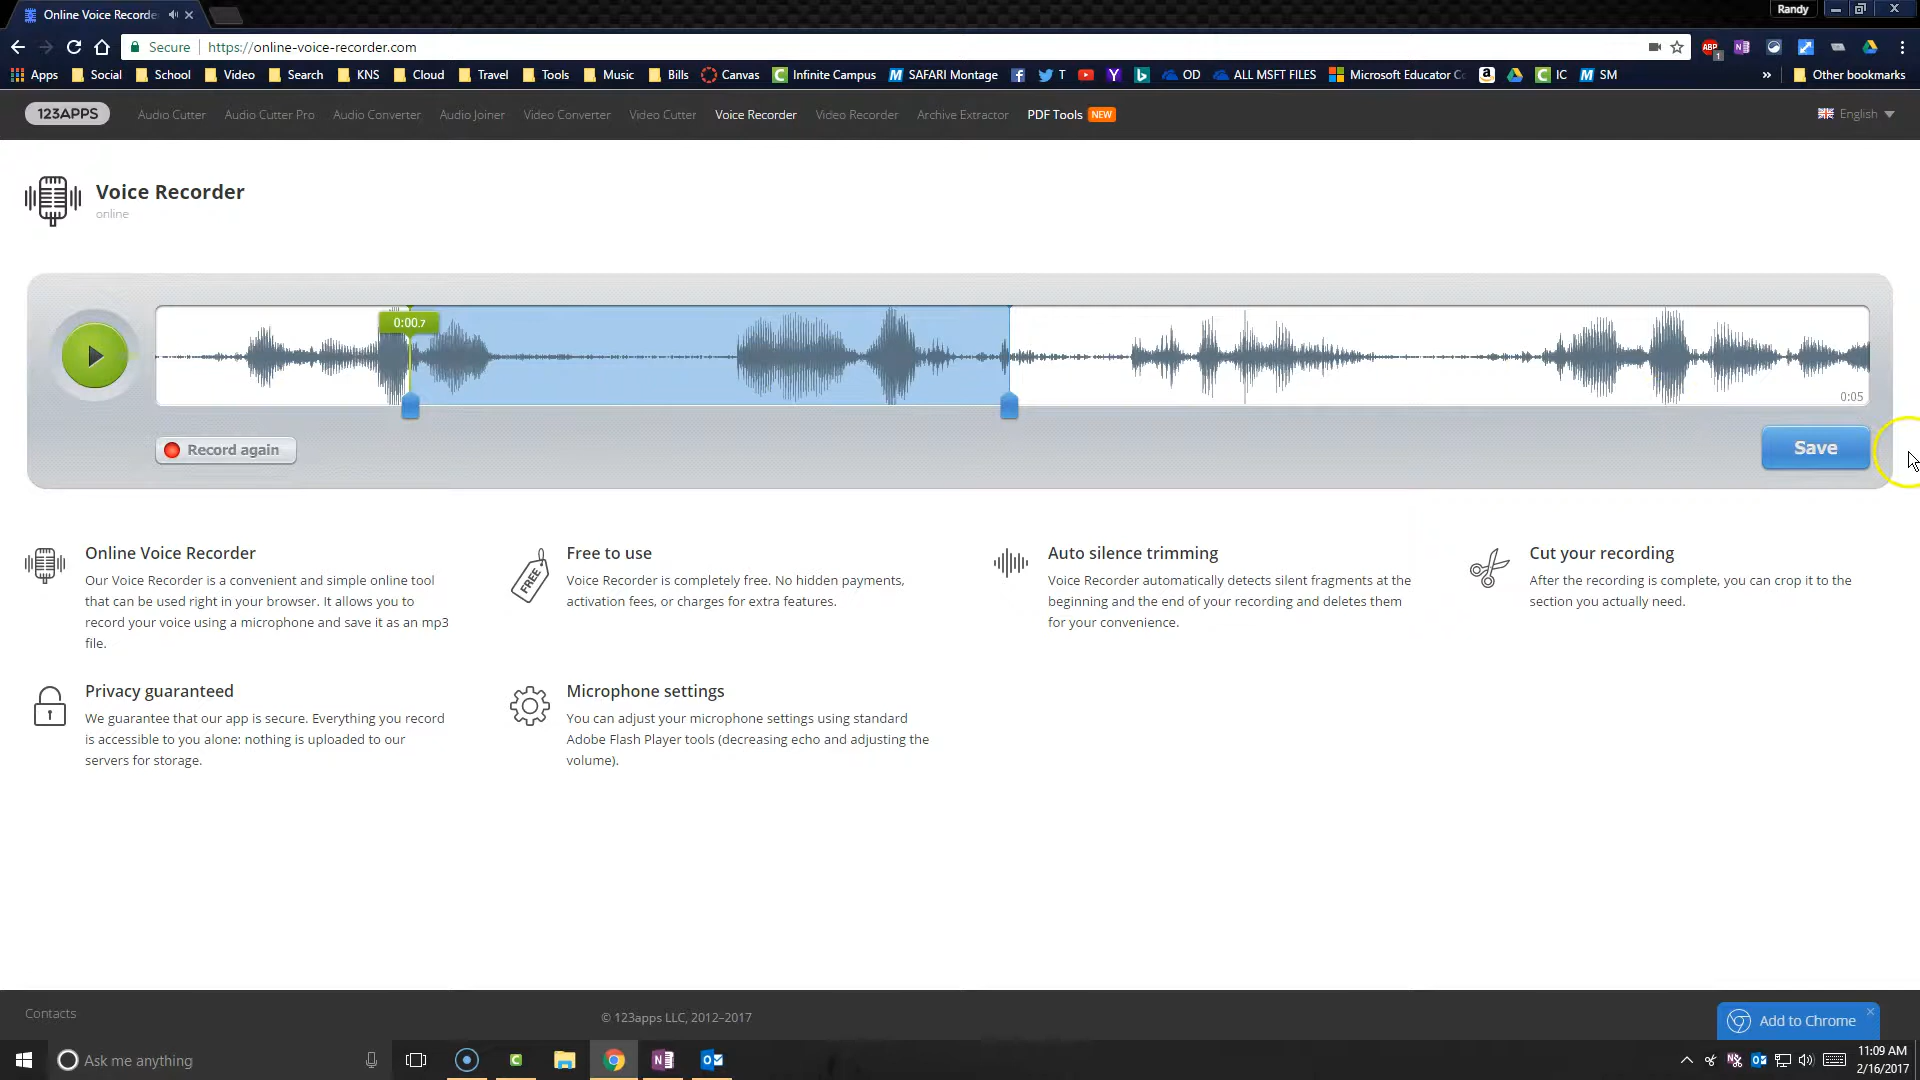 Online Voice Recorde
Randy
Secure
https://online-voice-recorder.com
ABP
1
Apps
Social
School
Video
Search
KNS
Cloud
Travel
Tools
Music
Bills
Canvas
Infinite Campus
SAFARI Montage
T
OD
ALL MSFT FILES
Microsoft Educator Cc
IC
SM
»
Other bookmarks
123APPS
Audio Cutter
Audio Cutter Pro
Audio Converter
Audio Joiner
Video Converter
Video Cutter
Voice Recorder
Video Recorder
Archive Extractor
PDF Tools
NEW
English
Voice Recorder
online
0:00.7
0:05
Record again
Save
Online Voice Recorder
Our Voice Recorder is a convenient and simple online tool
that can be used right in your browser. It allows you to
record your voice using a microphone and save it as an mp3
file.
Free to use
Voice Recorder is completely free. No hidden payments,
activation fees, or charges for extra features.
FREE
Auto silence trimming
Voice Recorder automatically detects silent fragments at the
beginning and the end of your recording and deletes them
for your convenience.
Cut your recording
After the recording is complete, you can crop it to the
section you actually need.
Privacy guaranteed
We guarantee that our app is secure. Everything you record
is accessible to you alone: nothing is uploaded to our
servers for storage.
Microphone settings
You can adjust your microphone settings using standard
Adobe Flash Player tools (decreasing echo and adjusting the
volume).
Contacts
© 123apps LLC, 2012–2017
Add to Chrome
Ask me anything
11:09 AM
2/16/2017